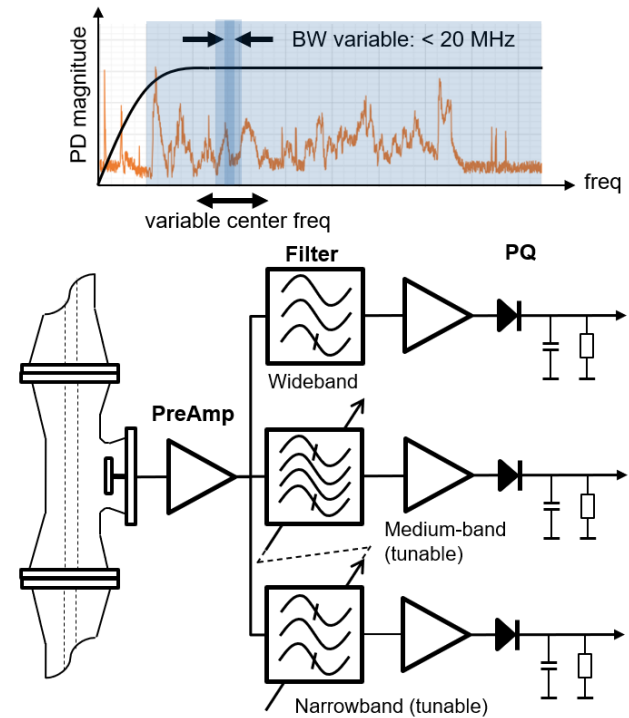 BW variable: < 20 MHz
PD magnitude
freq
variable center freq
Filter
PQ
Wideband
PreAmp
Medium-band
(tunable)
Narrowband (tunable)